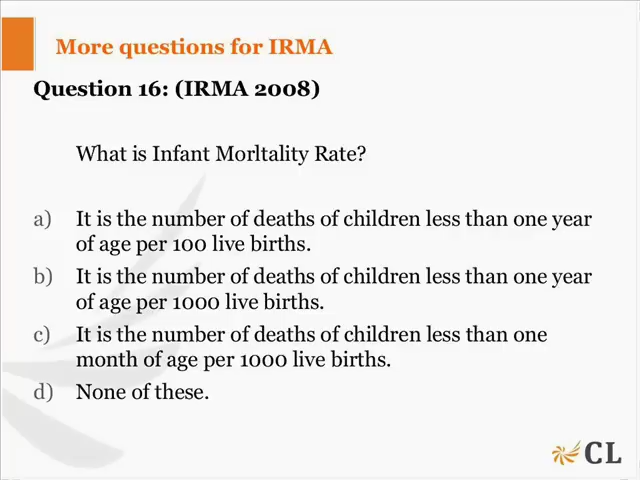 More questions for IRMA
Question 16: (IRMA 2008)
What is Infant Morltality Rate?
a) It is the number of deaths of children less than one year
of age per 100 live births.
b) It is the number of deaths of children less than one year
of age per 1000 live births.
c) It is the number of deaths of children less than one
month of age per 1000 live births.
d) None of these.
CL